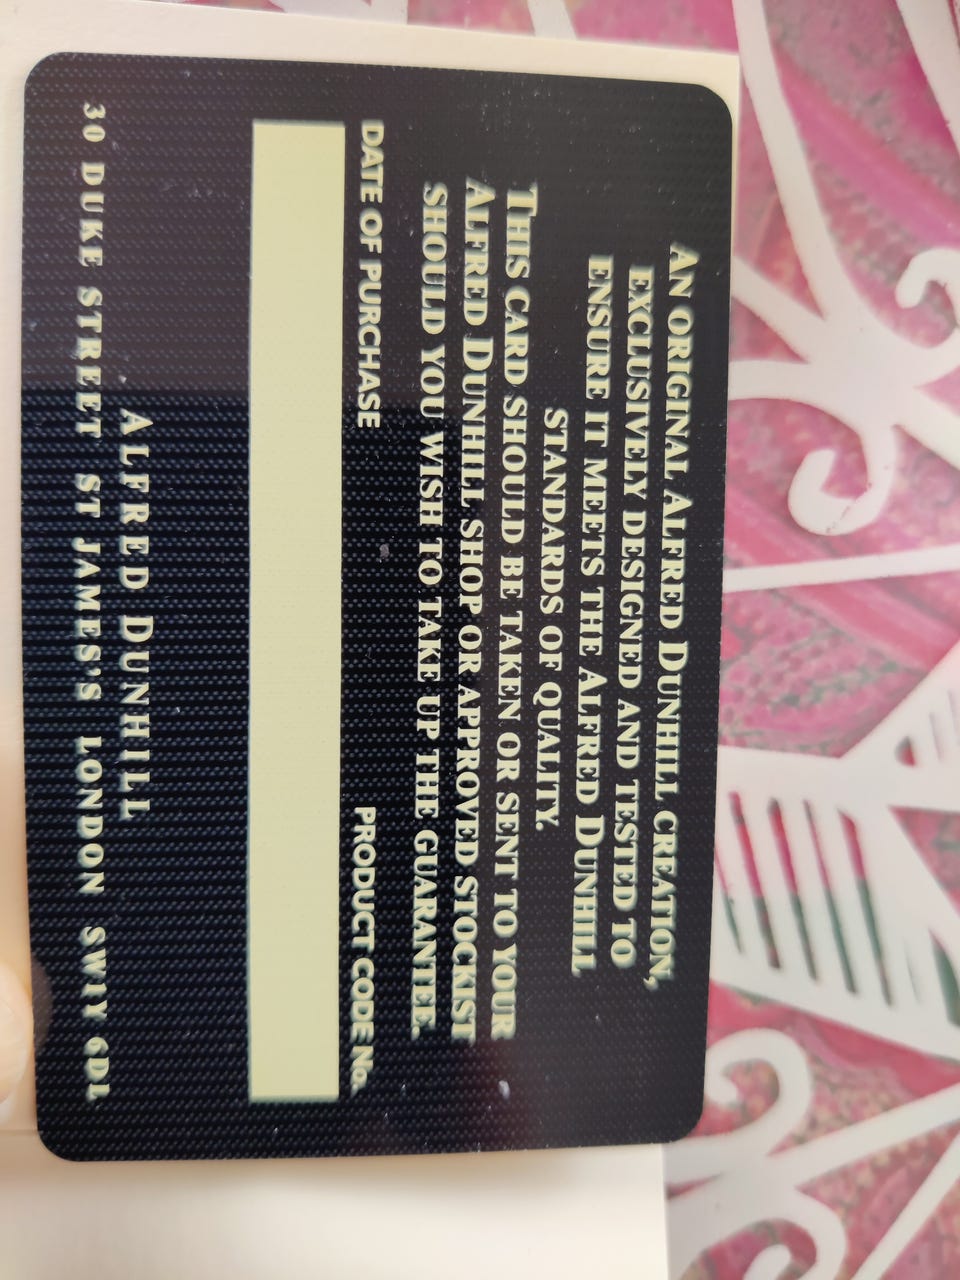 AN ORIGINAL ALFRED DUNHILL CREATION,
EXCLUSIVELY DESIGNED AND TESTED TO
ENSURE IT MEETS THE ALFRED DUNHILL
STANDARDS OF QUALITY.
THIS CARD SHOULD BE TAKEN OR SENT TO YOUR
ALFRED DUNHILL SHOP OR APPROVED STOCKIST
SHOULD YOU WISH TO TAKE UP THE GUARANTEE.
DATE OF PURCHASE PRODUCT CODE No.
ALFRED DUNHILL
30 DUKE STREET ST JAMES'S LONDON SW1Y 6DL